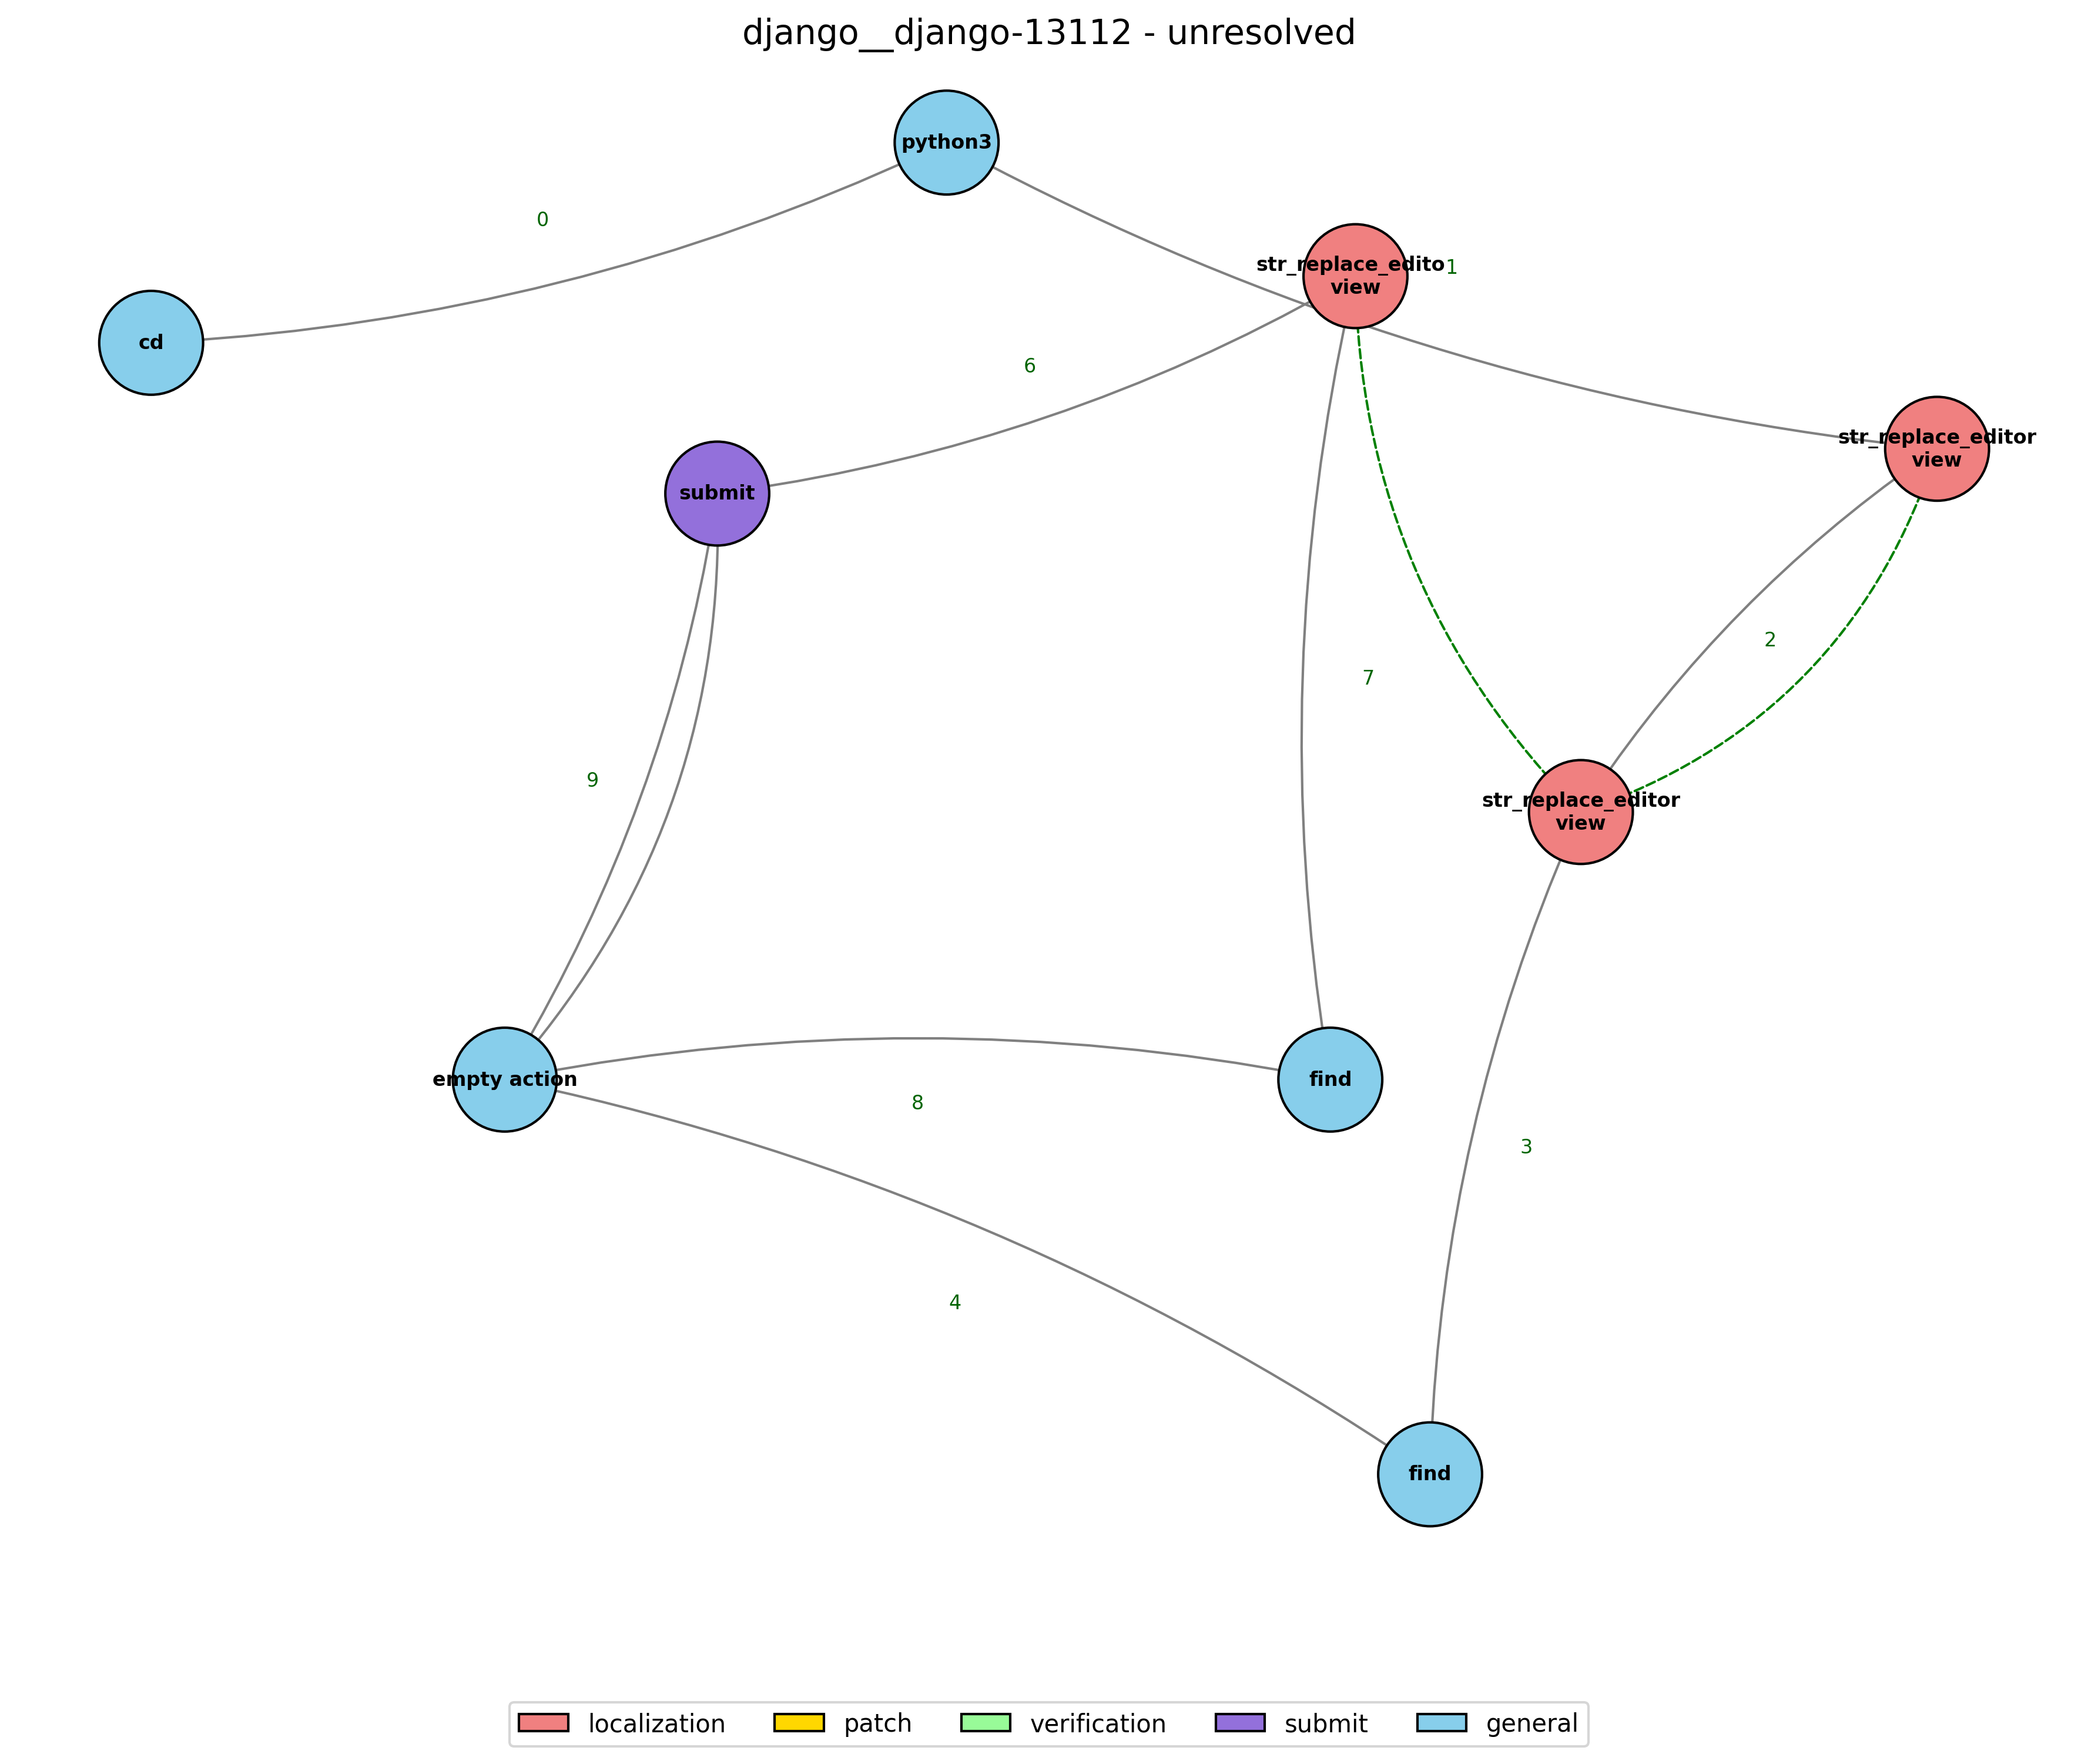 django__django-13112 - unresolved
python3
0
str_replace_edito
view
1
cd
6
str_replace_editor
view
submit
2
7
9
str_replace_editor
view
empty action
find
8
3
4
find
localization
patch
verification
submit
general